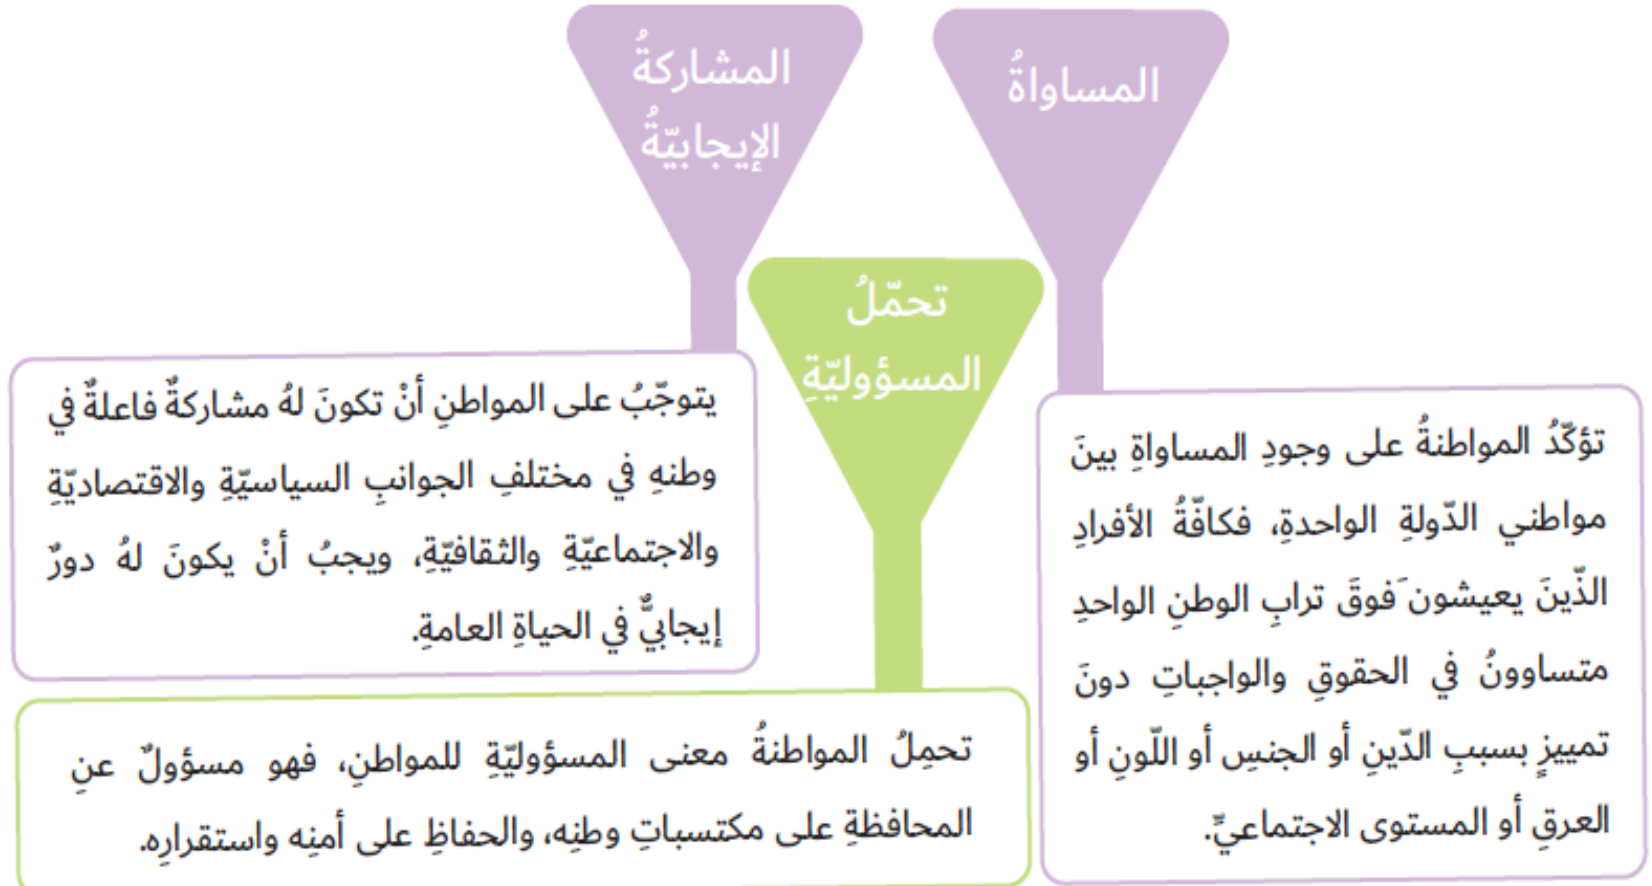 المساواةُ
تؤكّدُ المواطنةُ على وجودِ المساواةِ بينَ
مواطني الدّولةِ الواحدةِ، فكافّةُ الأفرادِ
الذّينَ يعيشون َفوقَ ترابِ الوطنِ الواحدِ
متساوونُ في الحقوقِ والواجباتِ دونَ
تمييزٍ بسببِ الدّينِ أو الجنسِ أو اللّونِ أو
العرقِ أو المستوى الاجتماعيِّ.
المشاركةُ
الإيجابيّةُ
يتوجّبُ على المواطنِ أنْ تكونَ لهُ مشاركةٌ فاعلةٌ في
وطنهِ في مختلفِ الجوانبِ السياسيّةِ والاقتصاديّةِ
والاجتماعيّةِ والثقافيّةِ، ويجبُ أنْ يكونَ لهُ دورٌ
إيجابيٌّ في الحياةِ العامةِ.
تحمّلُ
المسؤوليّةِ
تحمِلُ المواطنةُ معنى المسؤوليّةِ للمواطنِ، فهو مسؤولٌ عنِ
المحافظةِ على مكتسباتِ وطنِه، والحفاظِ على أمنِه واستقرارِه.